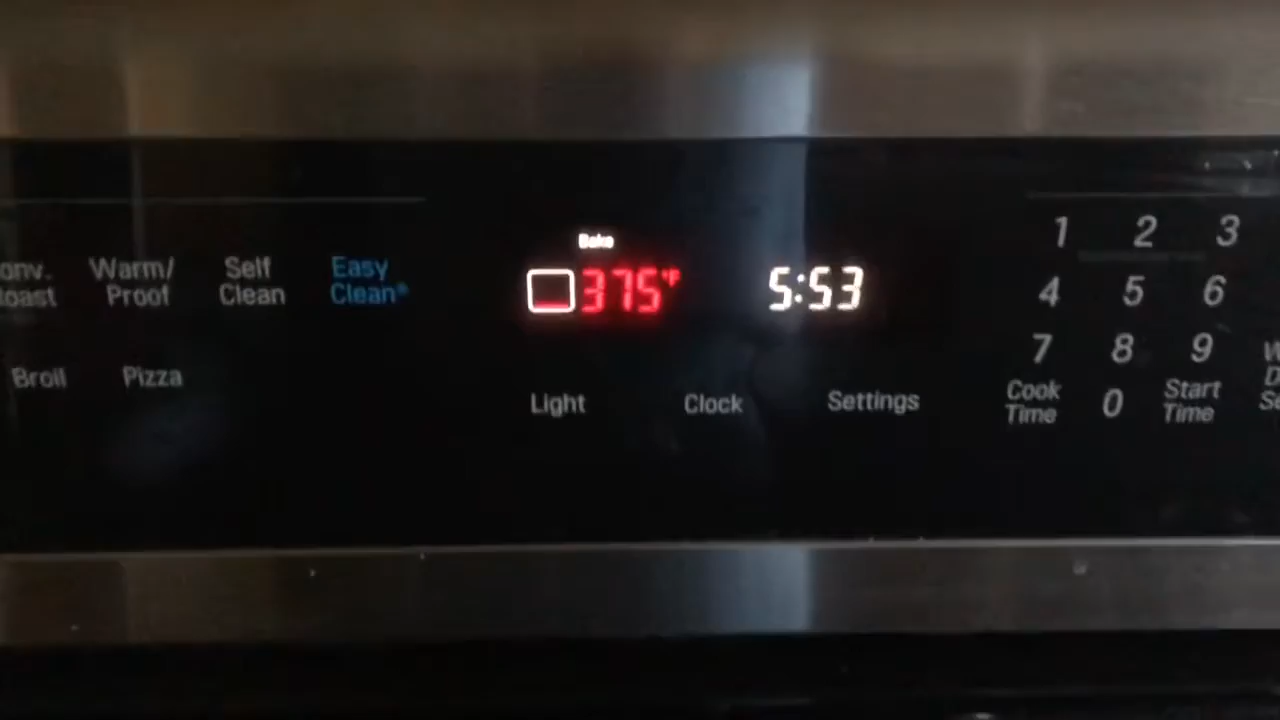 Bake
375°F
5:53
onv.
oast
Warm/
Proof
Self
Clean
Easy
Clean®
Broil
Pizza
Light
Clock
Settings
1 2 3
4 5 6
7 8 9
Cook
Time
0
Start
Time